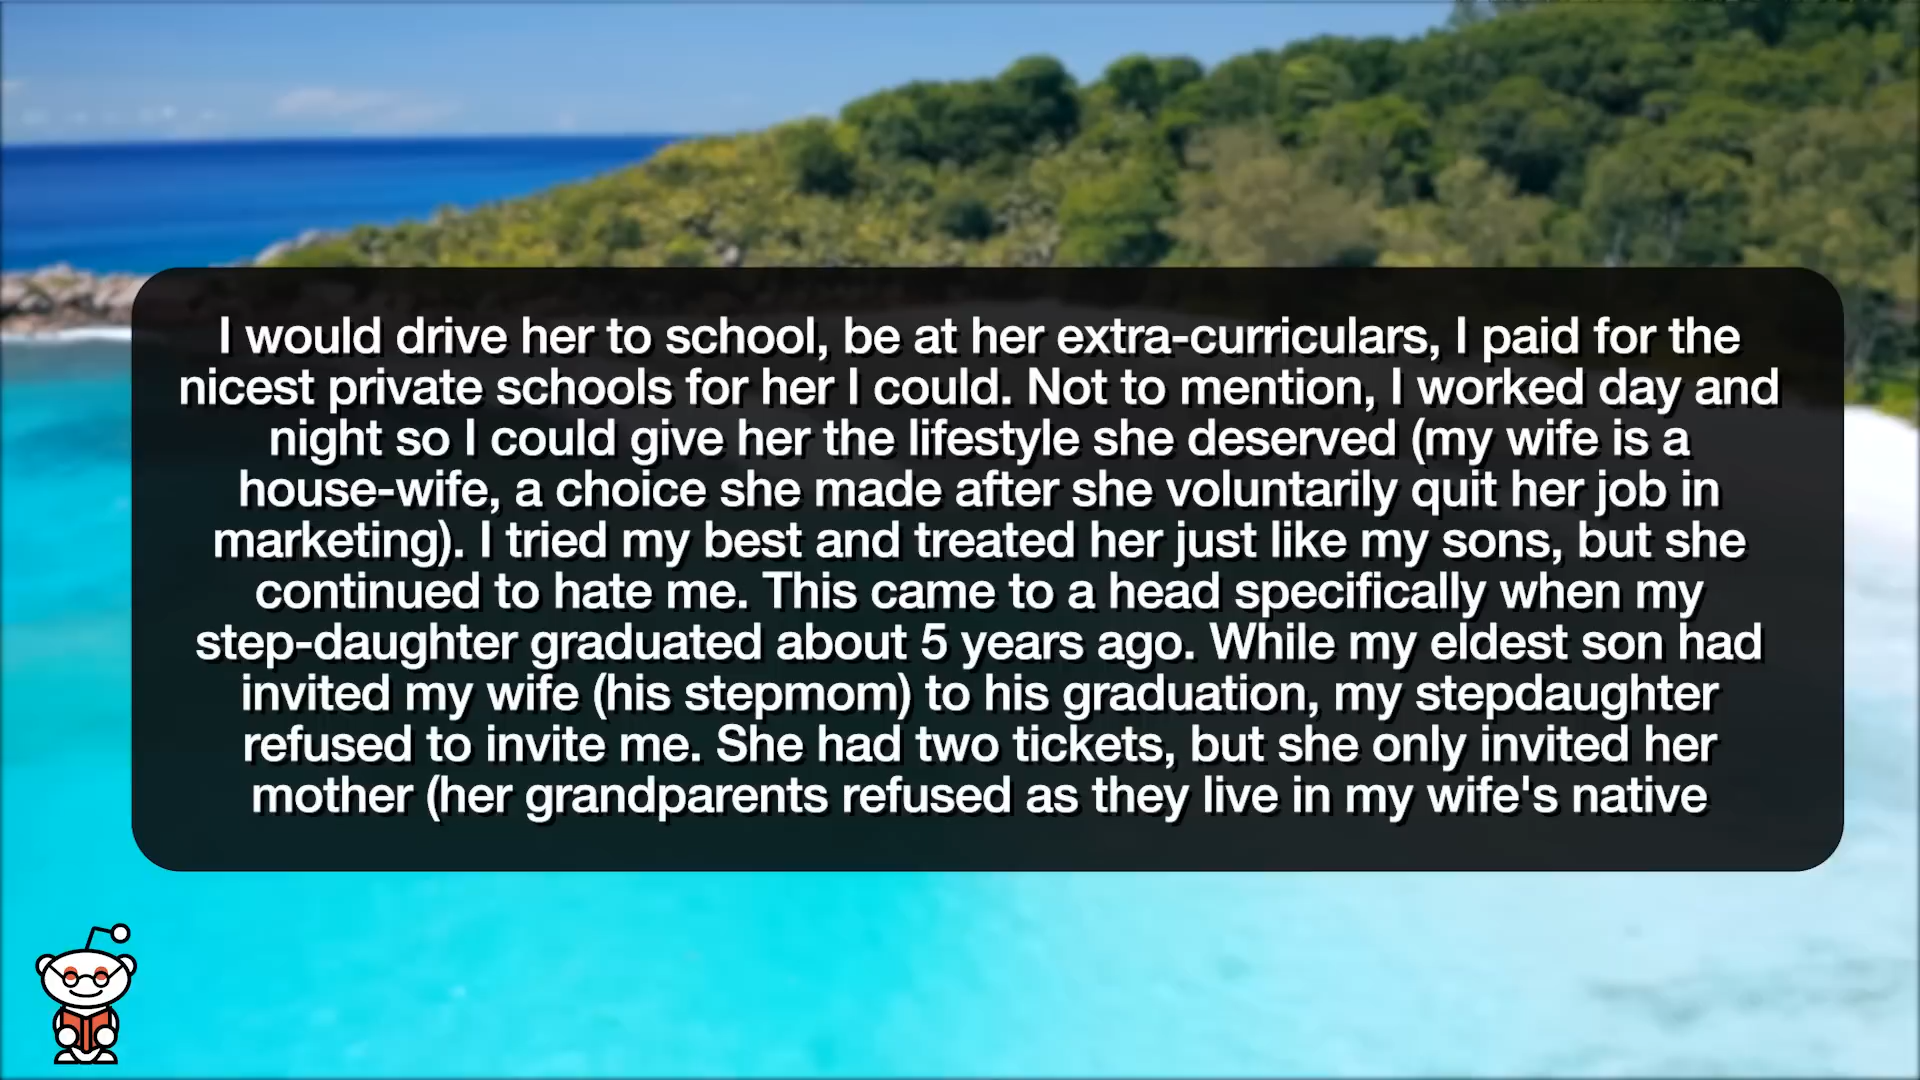 I would drive her to school, be at her extra-curriculars, I paid for the
nicest private schools for her I could. Not to mention, I worked day and
night so I could give her the lifestyle she deserved (my wife is a
house-wife, a choice she made after she voluntarily quit her job in
marketing). I tried my best and treated her just like my sons, but she
continued to hate me. This came to a head specifically when my
step-daughter graduated about 5 years ago. While my eldest son had
invited my wife (his stepmom) to his graduation, my stepdaughter
refused to invite me. She had two tickets, but she only invited her
mother (her grandparents refused as they live in my wife's native